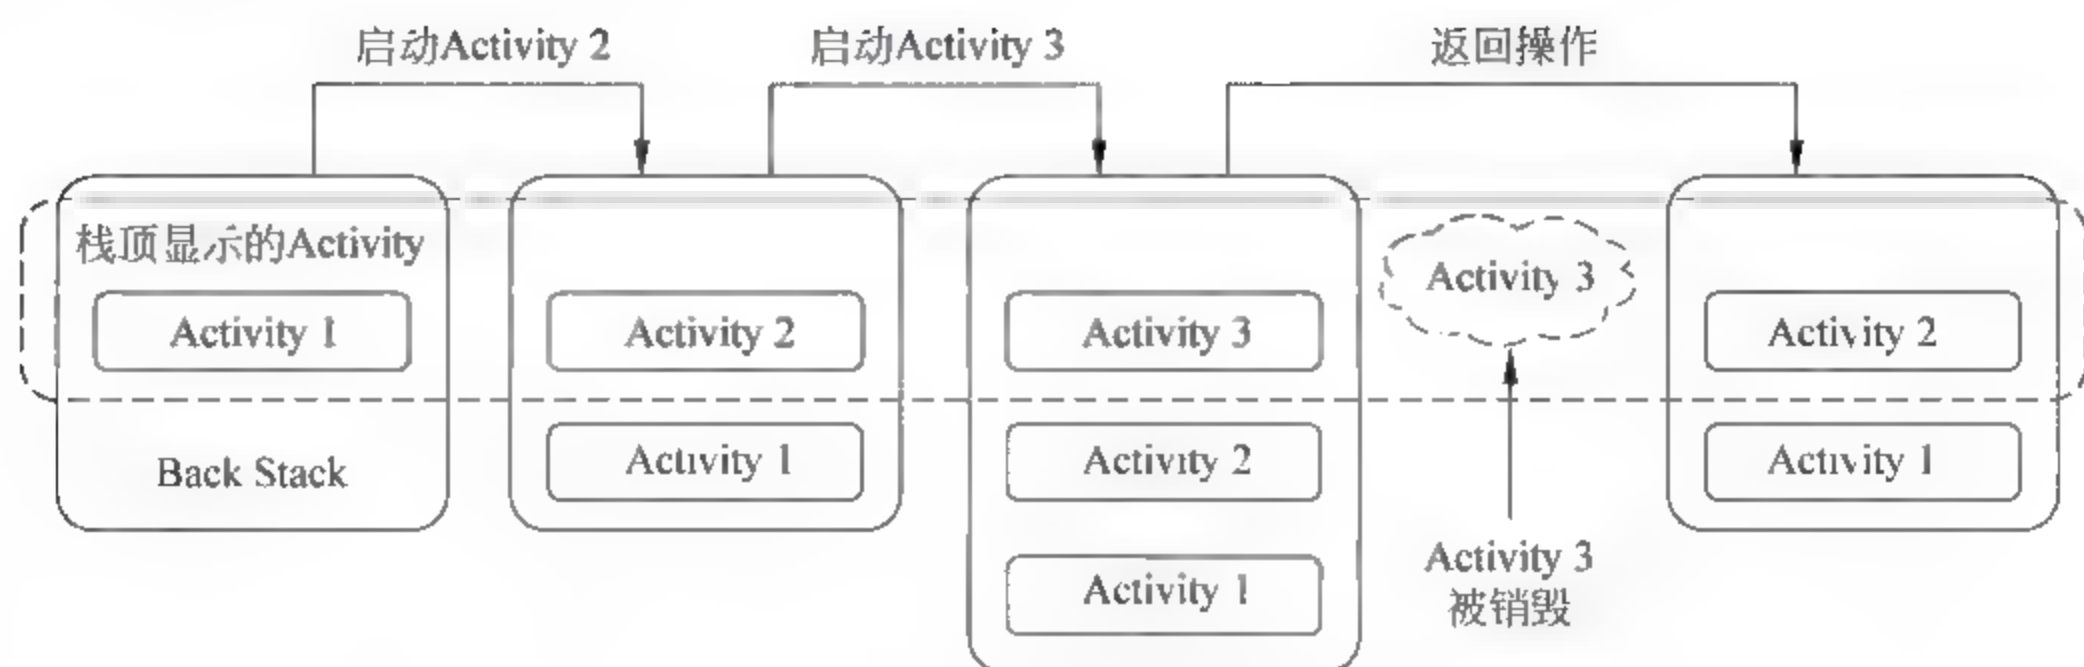 启动Activity 2
启动Activity 3
返回操作
栈顶显示的Activity
Activity 1
Back Stack
Activity 2
Activity 1
Activity 3
Activity 2
Activity 1
Activity 3
Activity 3
被销毁
Activity 2
Activity 1